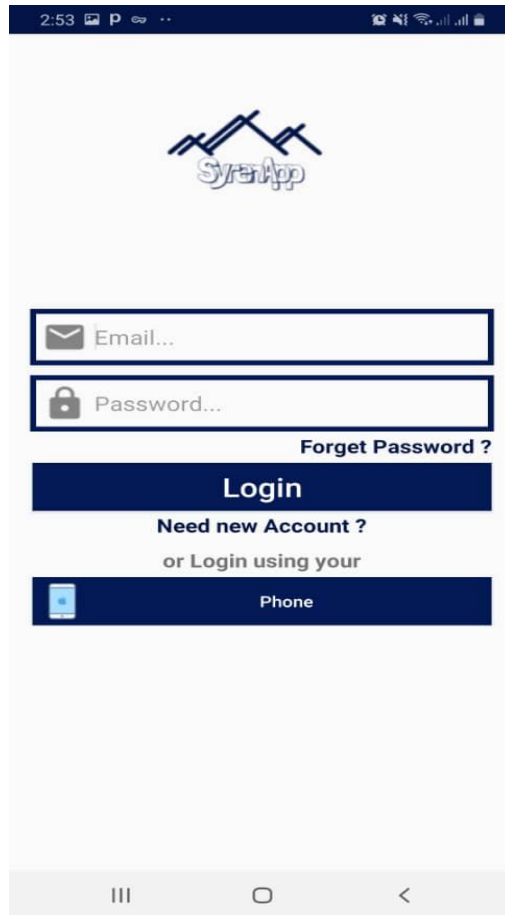 2:53 P
SyrenApp
Email...
Password...
Forget Password ?
Login
Need new Account ?
or Login using your
Phone